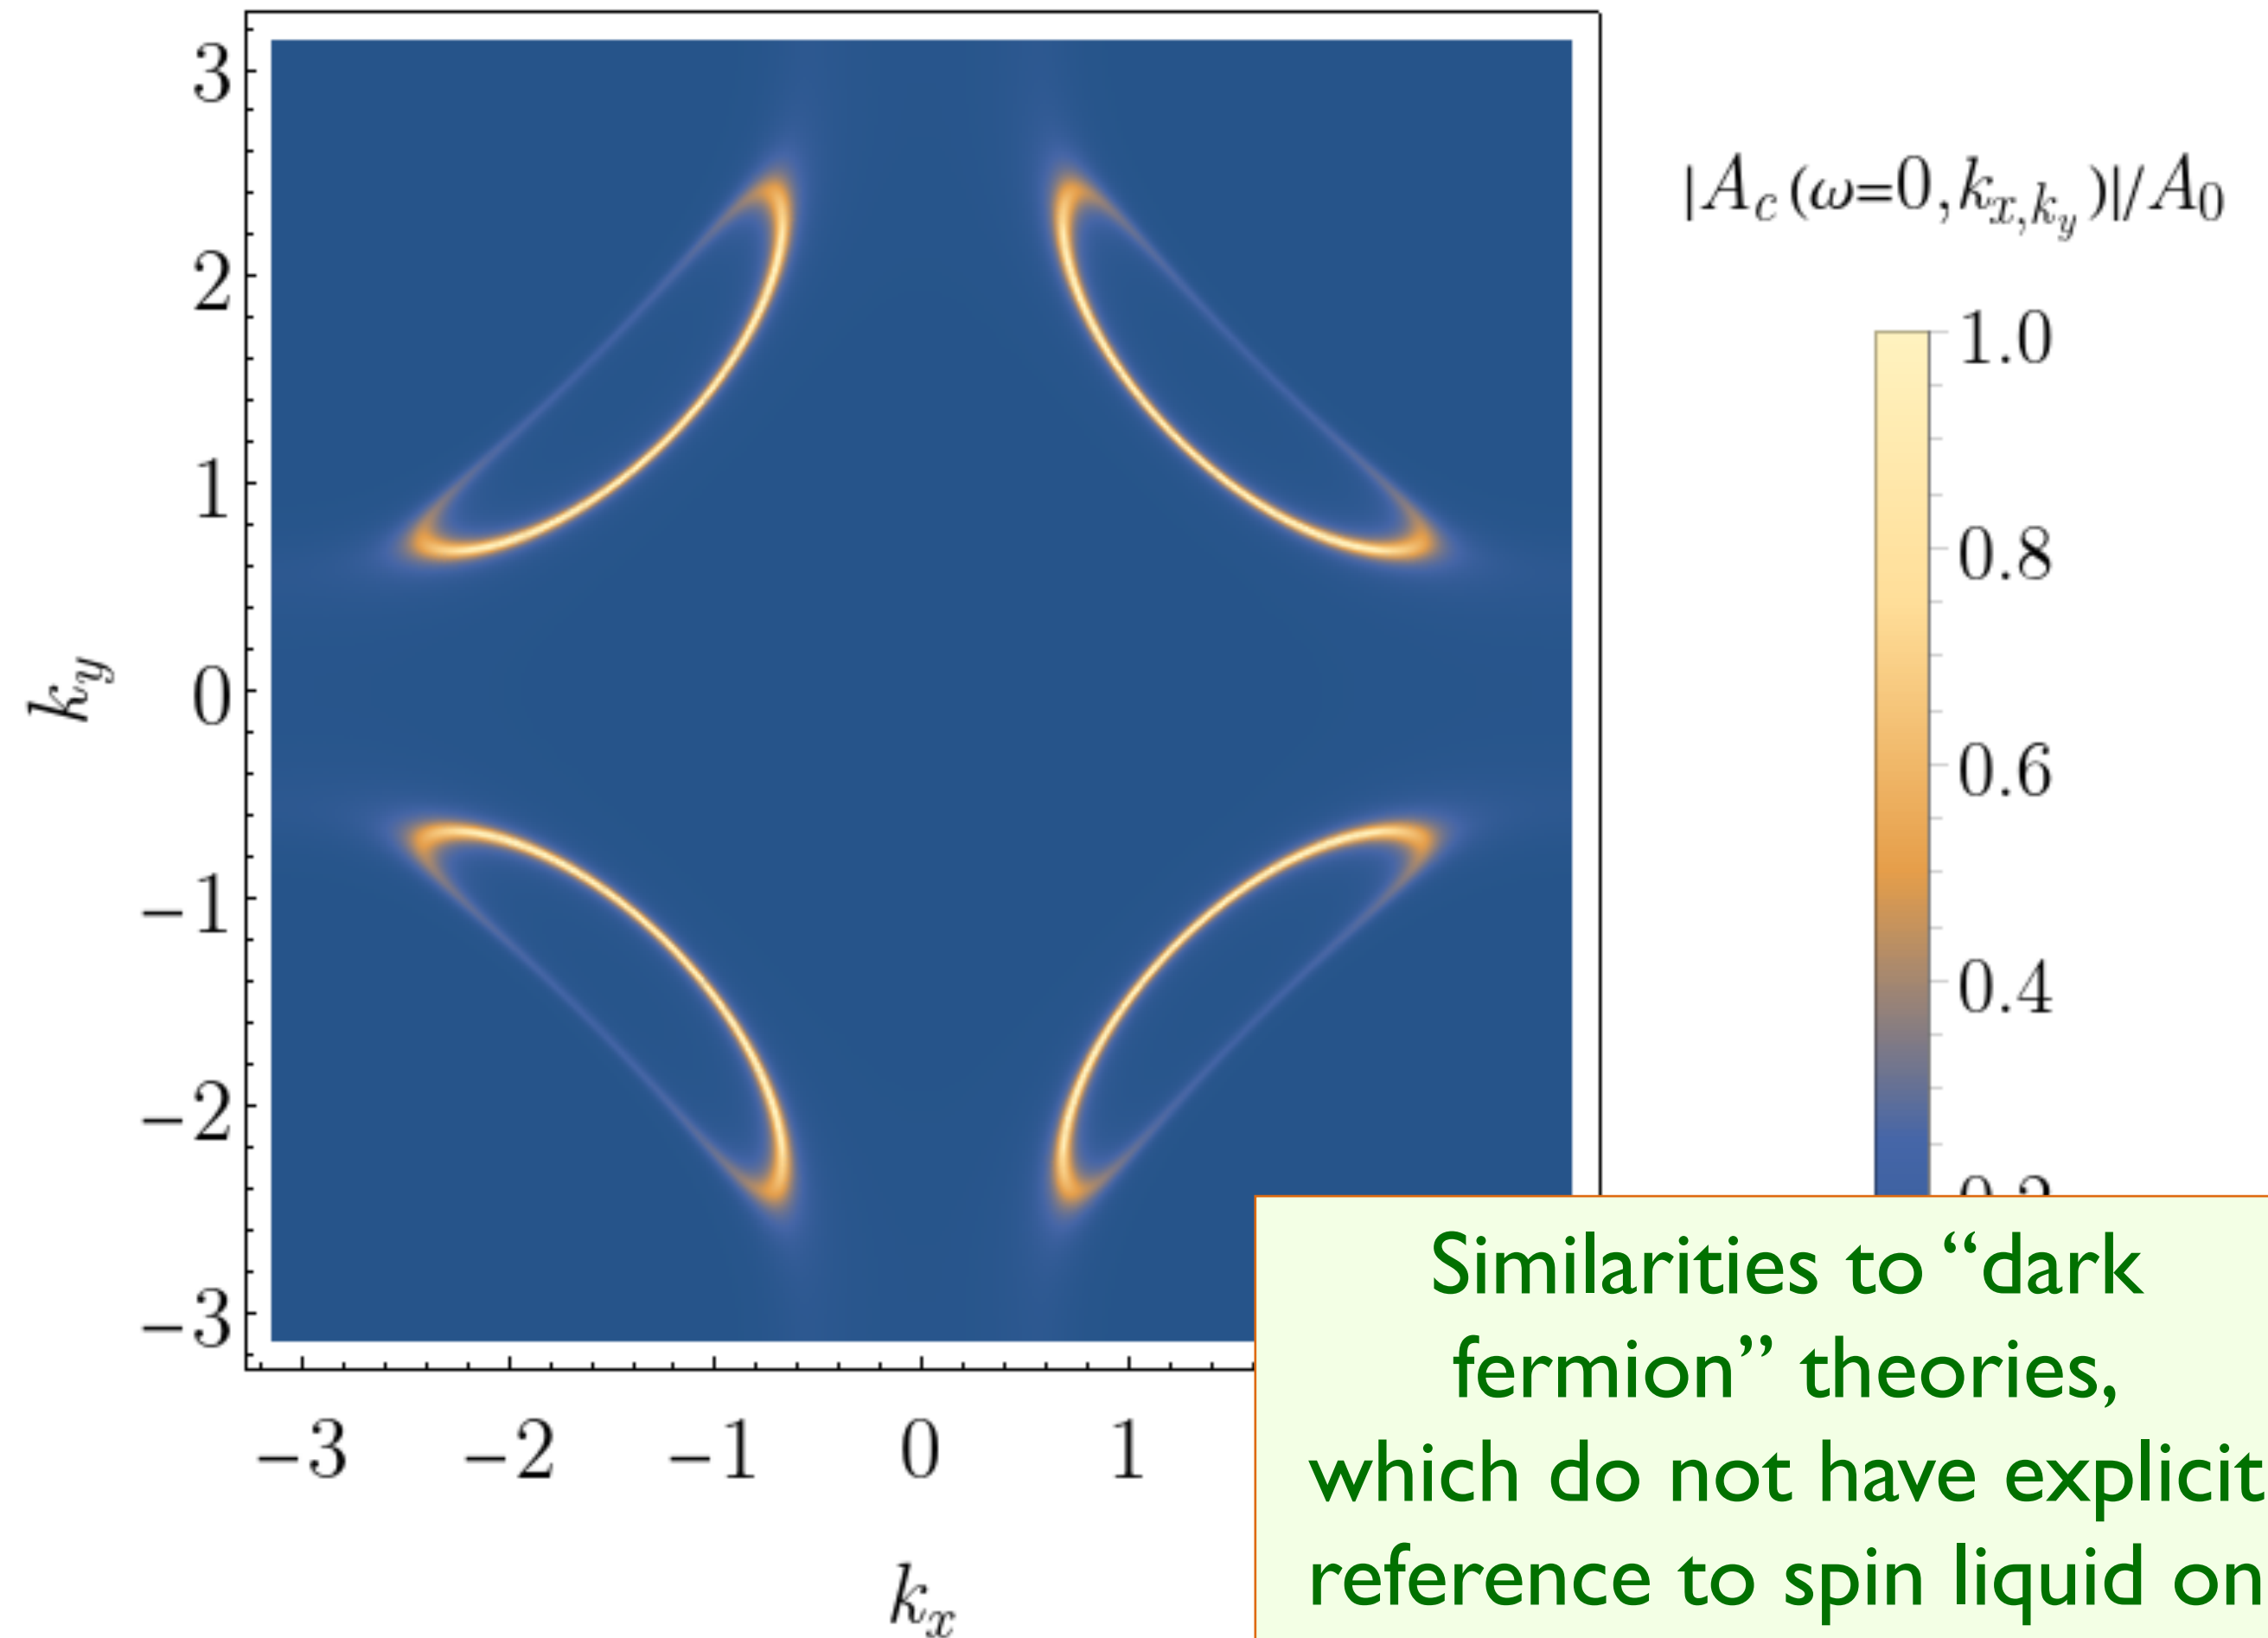 3
2
1
0
−1
−2
−3
k_y
−3 −2 −1 0 1
k_x
|A_c(ω=0,k_{x,k_y})|/A_0
1.0
0.8
0.6
0.4
Similarities to “dark
fermion” theories,
which do not have explicit
reference to spin liquid on